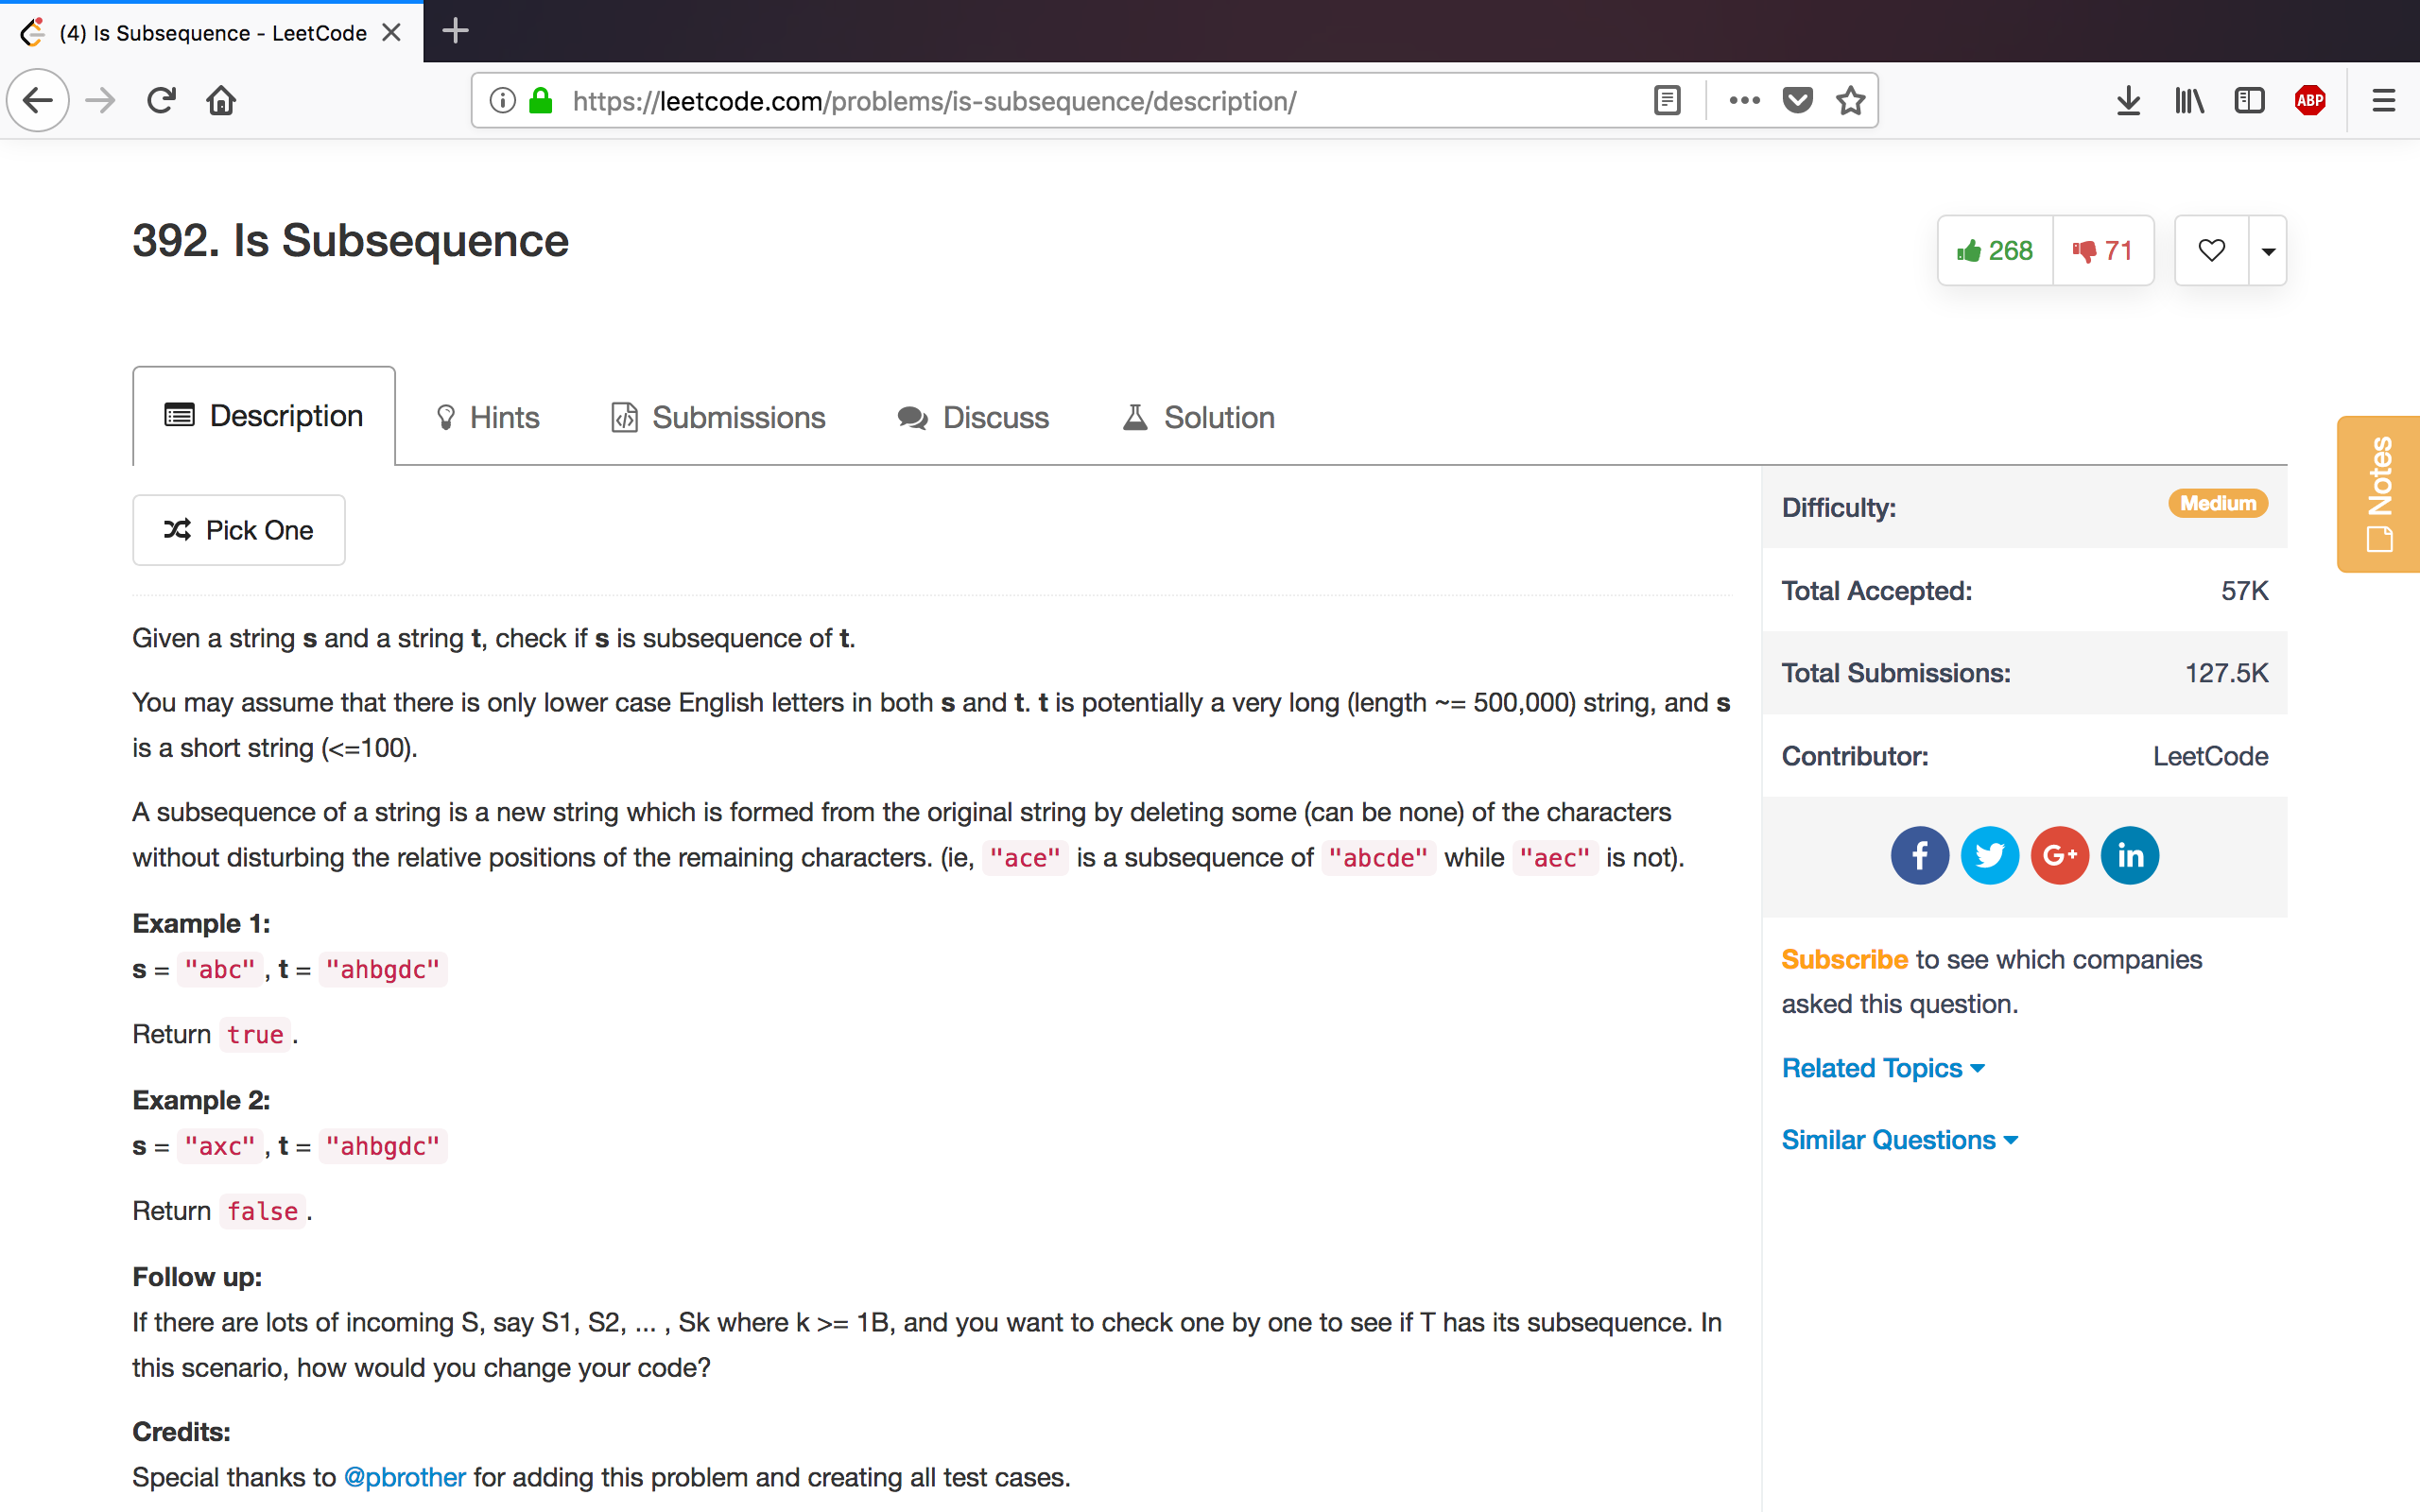 (4) Is Subsequence - LeetCode
https://leetcode.com/problems/is-subsequence/description/
ABP
392. Is Subsequence
268
71
Description
Hints
Submissions
Discuss
Solution
Notes
Pick One
Given a string s and a string t, check if s is subsequence of t.
You may assume that there is only lower case English letters in both s and t. t is potentially a very long (length ~= 500,000) string, and s
is a short string (<=100).
A subsequence of a string is a new string which is formed from the original string by deleting some (can be none) of the characters
without disturbing the relative positions of the remaining characters. (ie, "ace" is a subsequence of "abcde" while "aec" is not).
Example 1:
s = "abc", t = "ahbgdc"
Return true.
Example 2:
s = "axc", t = "ahbgdc"
Return false.
Follow up:
If there are lots of incoming S, say S1, S2, ... , Sk where k >= 1B, and you want to check one by one to see if T has its subsequence. In
this scenario, how would you change your code?
Credits:
Special thanks to @pbrother for adding this problem and creating all test cases.
Difficulty: Medium
Total Accepted: 57K
Total Submissions: 127.5K
Contributor: LeetCode
f
G+
in
Subscribe to see which companies
asked this question.
Related Topics
Similar Questions